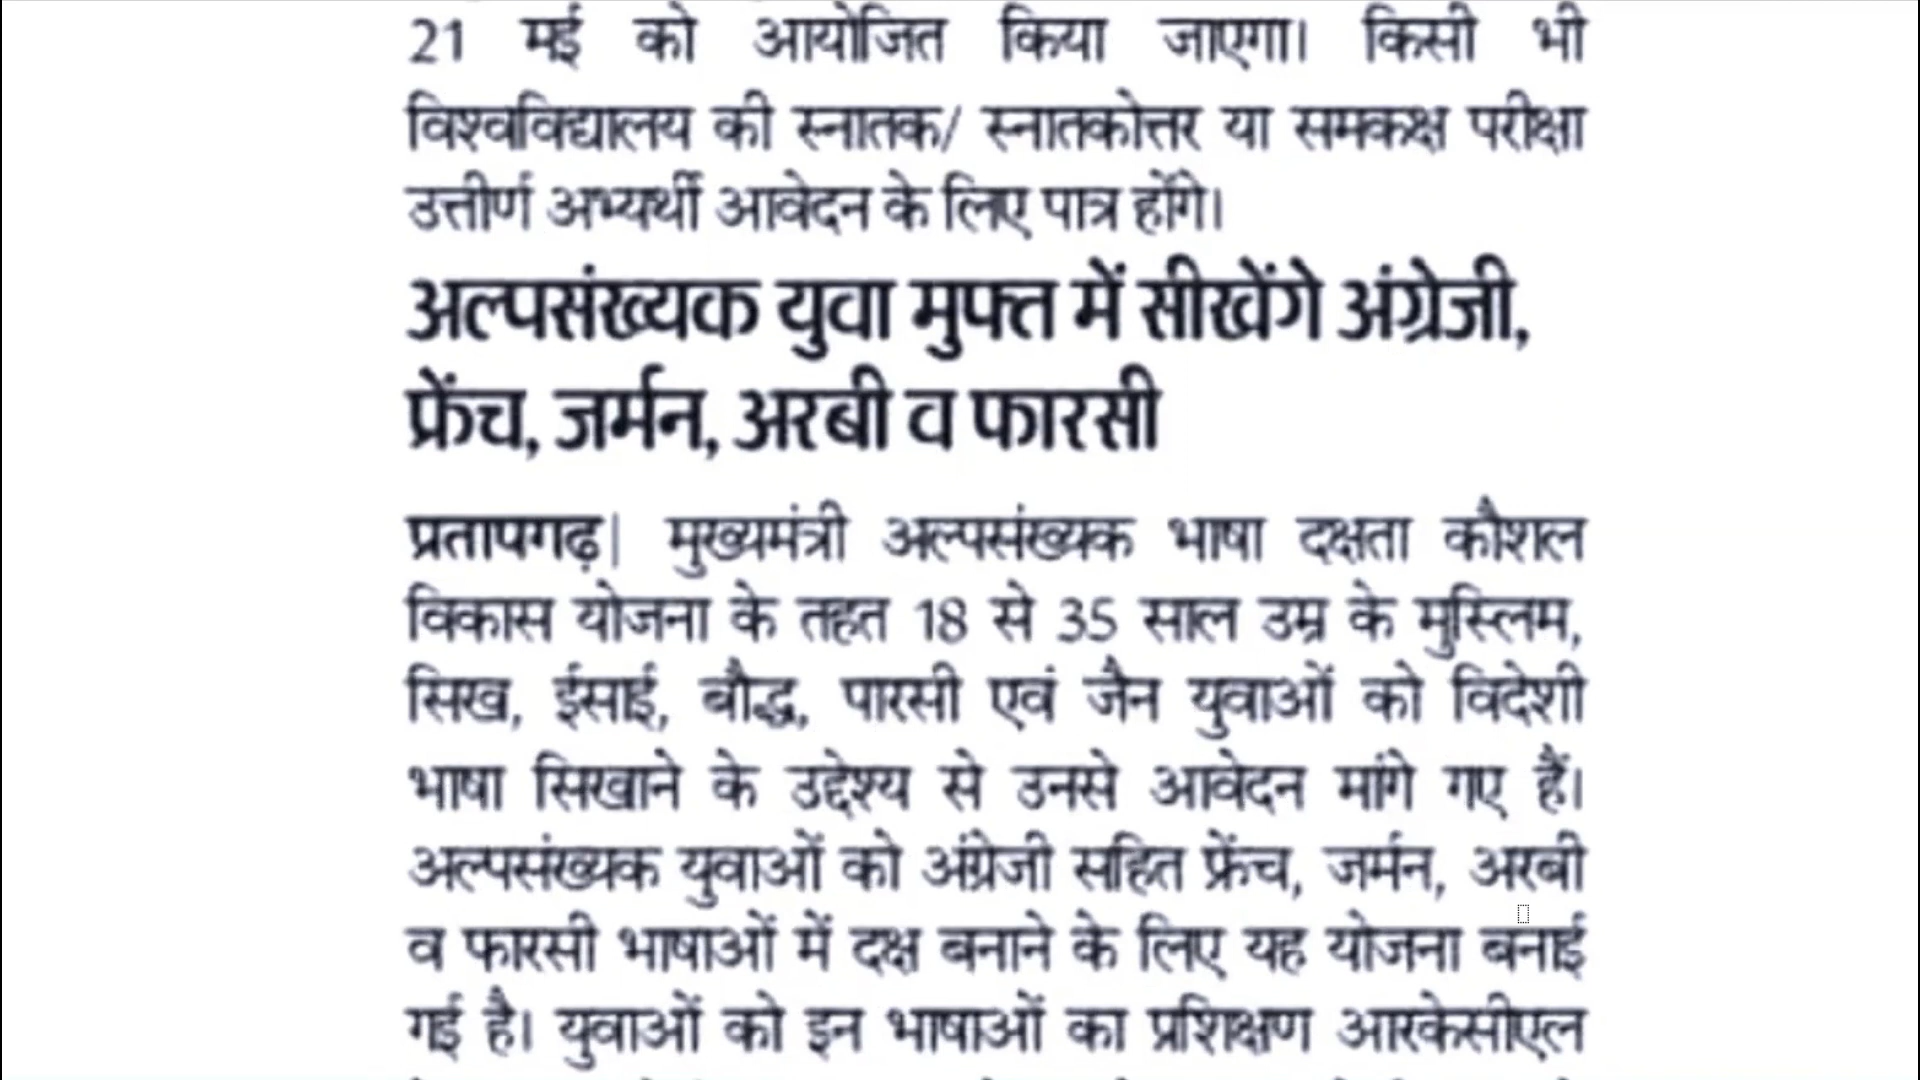 21 मई को आयोजित किया जाएगा। किसी भी
विश्वविद्यालय की स्नातक/ स्नातकोत्तर या समकक्ष परीक्षा
उत्तीर्ण अभ्यर्थी आवेदन के लिए पात्र होंगे।
अल्पसंख्यक युवा मुफ्त में सीखेंगे अंग्रेजी,
फ्रेंच, जर्मन, अरबी व फारसी
प्रतापगढ़| मुख्यमंत्री अल्पसंख्यक भाषा दक्षता कौशल
विकास योजना के तहत 18 से 35 साल उम्र के मुस्लिम,
सिख, ईसाई, बौद्ध, पारसी एवं जैन युवाओं को विदेशी
भाषा सिखाने के उद्देश्य से उनसे आवेदन मांगे गए हैं।
अल्पसंख्यक युवाओं को अंग्रेजी सहित फ्रेंच, जर्मन, अरबी
व फारसी भाषाओं में दक्ष बनाने के लिए यह योजना बनाई
गई है। युवाओं को इन भाषाओं का प्रशिक्षण आरकेसीएल